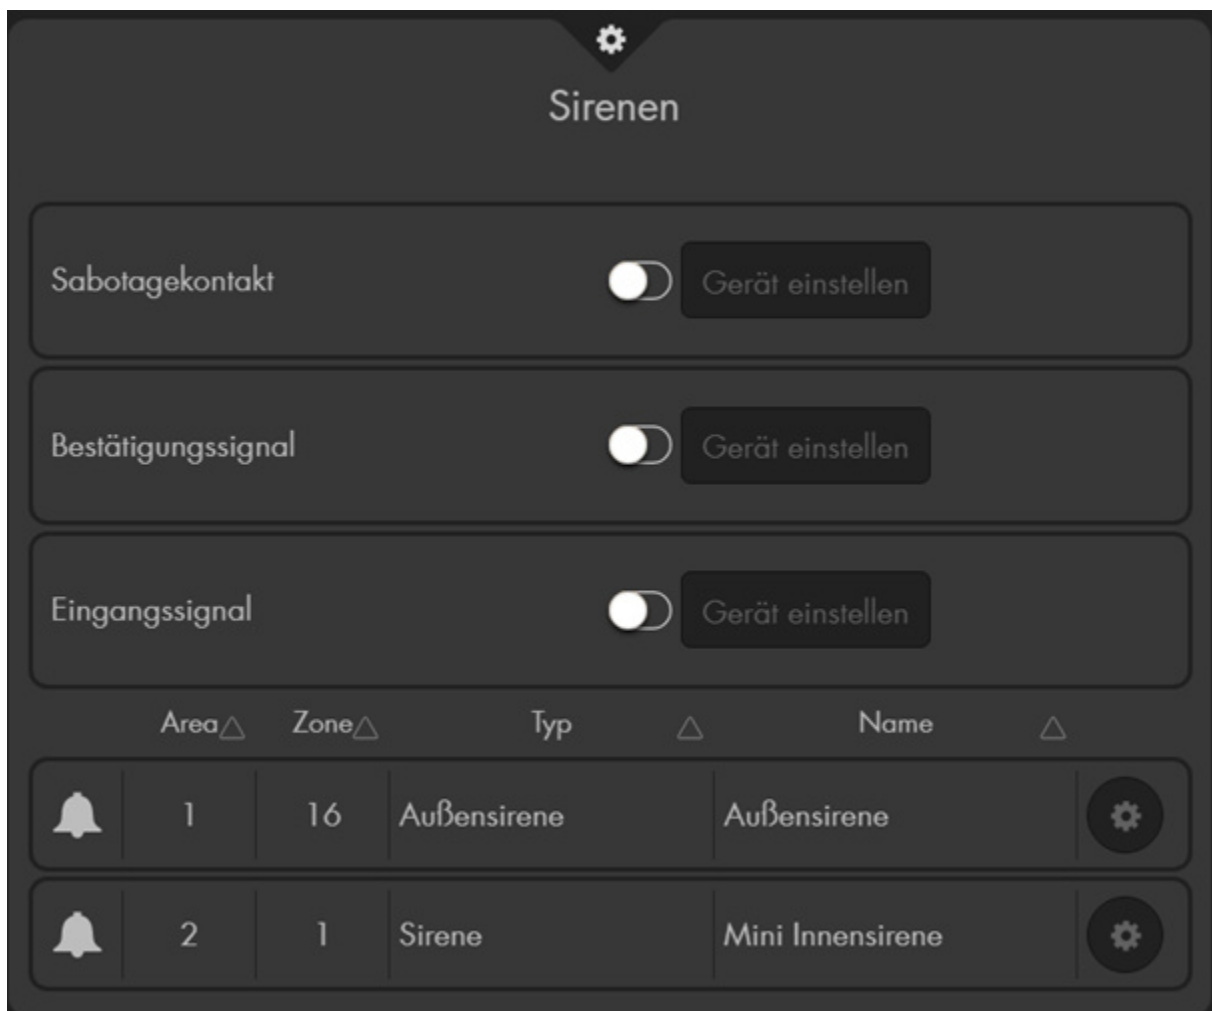 Sirenen
Sabotagekontakt Gerät einstellen
Bestätigungssignal Gerät einstellen
Eingangssignal Gerät einstellen
Area Zone Typ Name
1 16 Außensirene Außensirene
2 1 Sirene Mini Innensirene